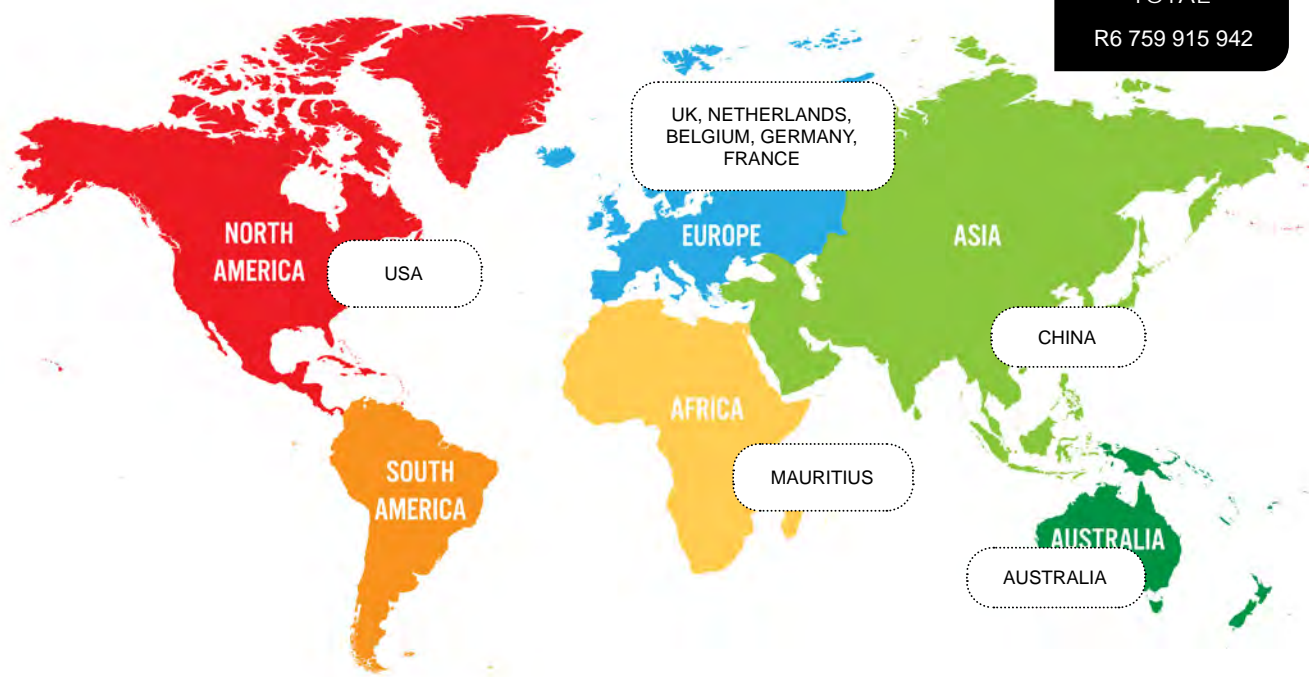 TOTAL
R6 759 915 942
UK, NETHERLANDS,
BELGIUM, GERMANY,
FRANCE
NORTH
AMERICA
USA
EUROPE
ASIA
CHINA
AFRICA
MAURITIUS
SOUTH
AMERICA
AUSTRALIA
AUSTRALIA